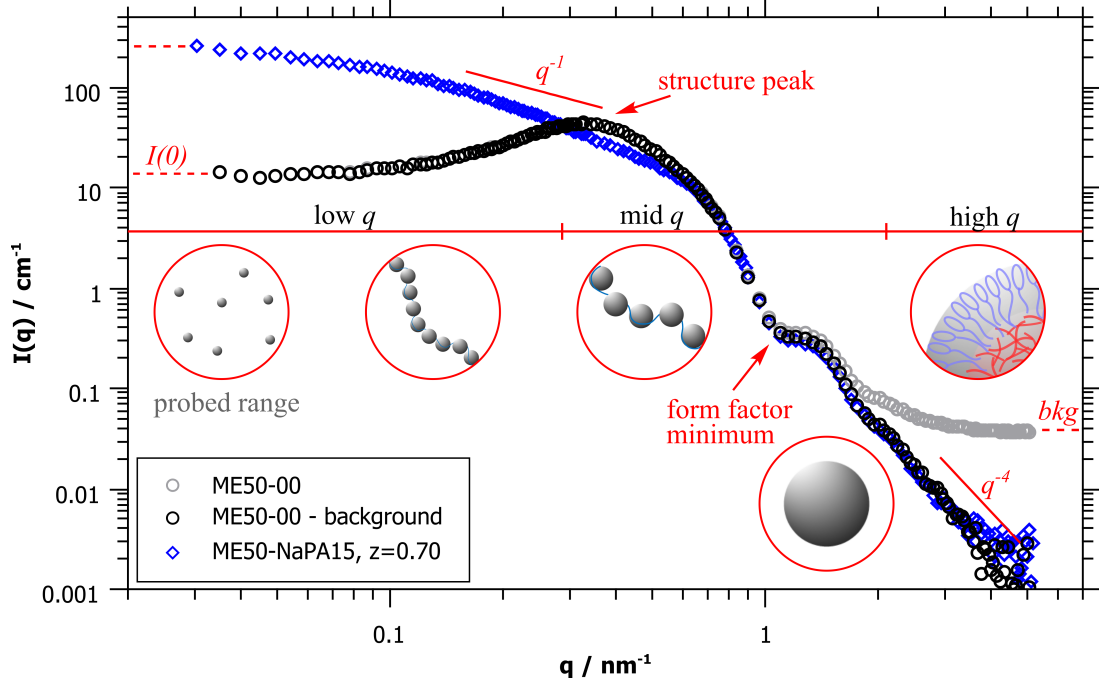 100
10
1
0.1
0.01
0.001
I(q) / cm⁻¹
q⁻¹
structure peak
I(0)
low q
mid q
high q
probed range
form factor
minimum
bkg
q⁻⁴
ME50-00
ME50-00 - background
ME50-NaPA15, z=0.70
0.1
1
q / nm⁻¹